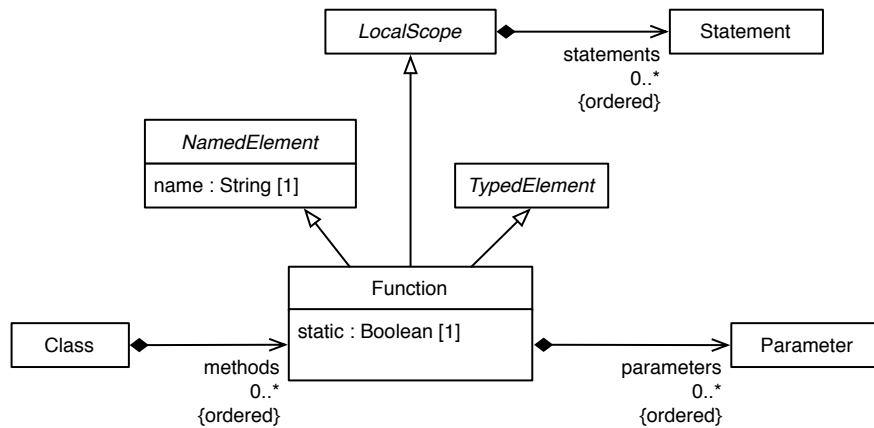 LocalScope
Statement
statements
0..*
{ordered}
NamedElement
name : String [1]
TypedElement
Function
static : Boolean [1]
Class
methods
0..*
{ordered}
Parameter
parameters
0..*
{ordered}